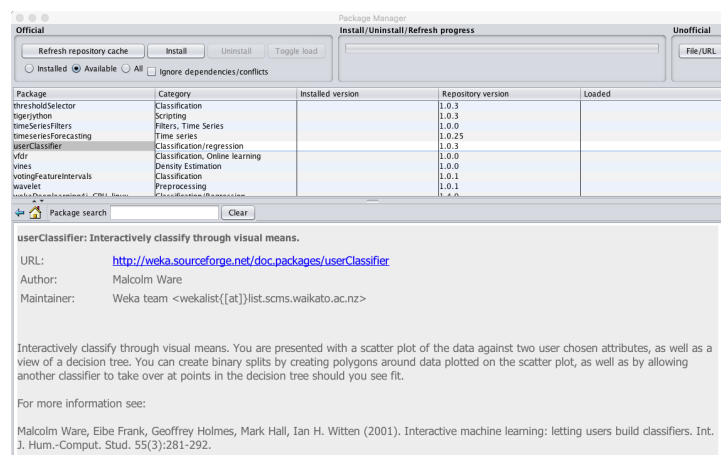 Package Manager
Official
Install/Uninstall/Refresh progress
Unofficial
Refresh repository cache
Install
Uninstall
Toggle load
File/URL
Installed
Available
All
Ignore dependencies/conflicts
Package Category Installed version Repository version Loaded
thresholdSelector Classification 1.0.3
tigerjython Scripting 1.0.3
timeSeriesFilters Filters, Time Series 1.0.0
timeseriesForecasting Time series 1.0.25
userClassifier Classification/regression 1.0.3
vfdr Classification, Online learning 1.0.0
vines Density Estimation 1.0.0
votingFeatureIntervals Classification 1.0.1
wavelet Preprocessing 1.0.1
Package search
Clear
userClassifier: Interactively classify through visual means.
URL: http://weka.sourceforge.net/doc.packages/userClassifier
Author: Malcolm Ware
Maintainer: Weka team <wekalist{[at]}list.scms.waikato.ac.nz>
Interactively classify through visual means. You are presented with a scatter plot of the data against two user chosen attributes, as well as a
view of a decision tree. You can create binary splits by creating polygons around data plotted on the scatter plot, as well as by allowing
another classifier to take over at points in the decision tree should you see fit.
For more information see:
Malcolm Ware, Eibe Frank, Geoffrey Holmes, Mark Hall, Ian H. Witten (2001). Interactive machine learning: letting users build classifiers. Int.
J. Hum.-Comput. Stud. 55(3):281-292.